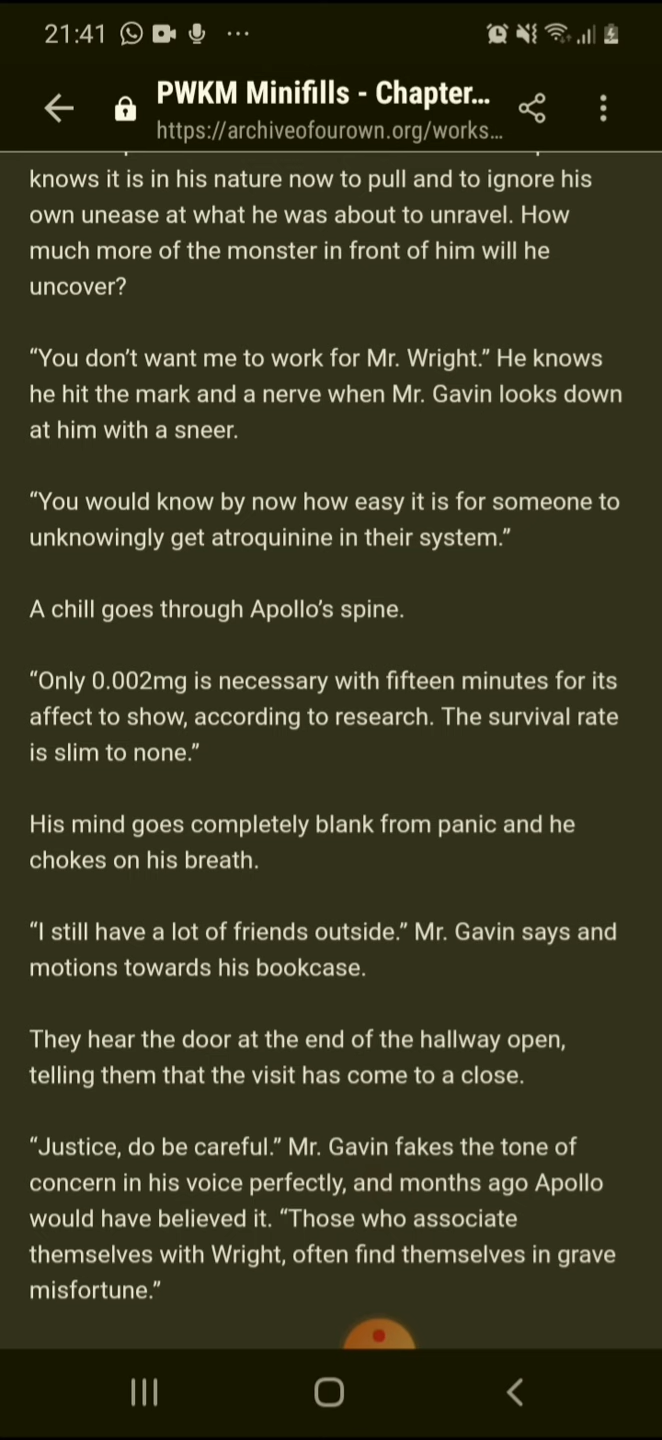 21:41
PWKM Minifills - Chapter...
https://archiveofourown.org/works...
knows it is in his nature now to pull and to ignore his
own unease at what he was about to unravel. How
much more of the monster in front of him will he
uncover?
“You don’t want me to work for Mr. Wright.” He knows
he hit the mark and a nerve when Mr. Gavin looks down
at him with a sneer.
“You would know by now how easy it is for someone to
unknowingly get atroquinine in their system.”
A chill goes through Apollo’s spine.
“Only 0.002mg is necessary with fifteen minutes for its
affect to show, according to research. The survival rate
is slim to none.”
His mind goes completely blank from panic and he
chokes on his breath.
“I still have a lot of friends outside.” Mr. Gavin says and
motions towards his bookcase.
They hear the door at the end of the hallway open,
telling them that the visit has come to a close.
“Justice, do be careful.” Mr. Gavin fakes the tone of
concern in his voice perfectly, and months ago Apollo
would have believed it. “Those who associate
themselves with Wright, often find themselves in grave
misfortune.”